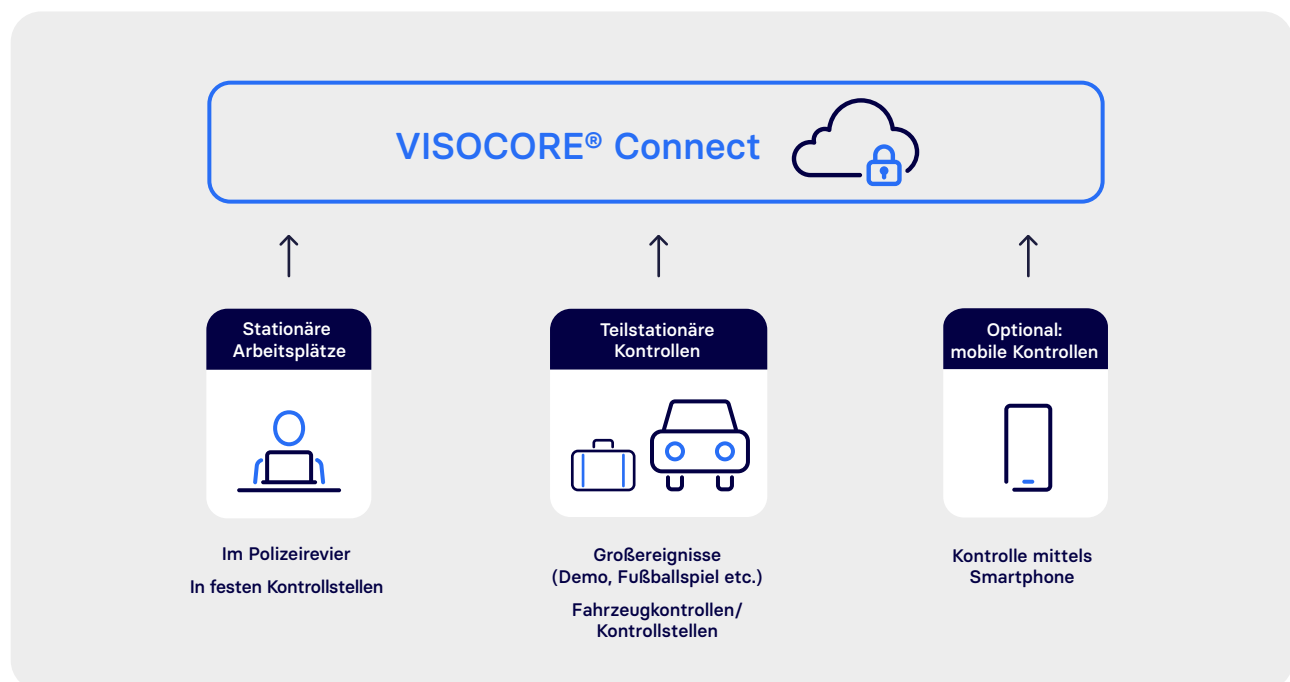 VISOCORE® Connect
Stationäre
Arbeitsplätze
Im Polizeirevier
In festen Kontrollstellen
Teilstationäre
Kontrollen
Großereignisse
(Demo, Fußballspiel etc.)
Fahrzeugkontrollen/
Kontrollstellen
Optional:
mobile Kontrollen
Kontrolle mittels
Smartphone